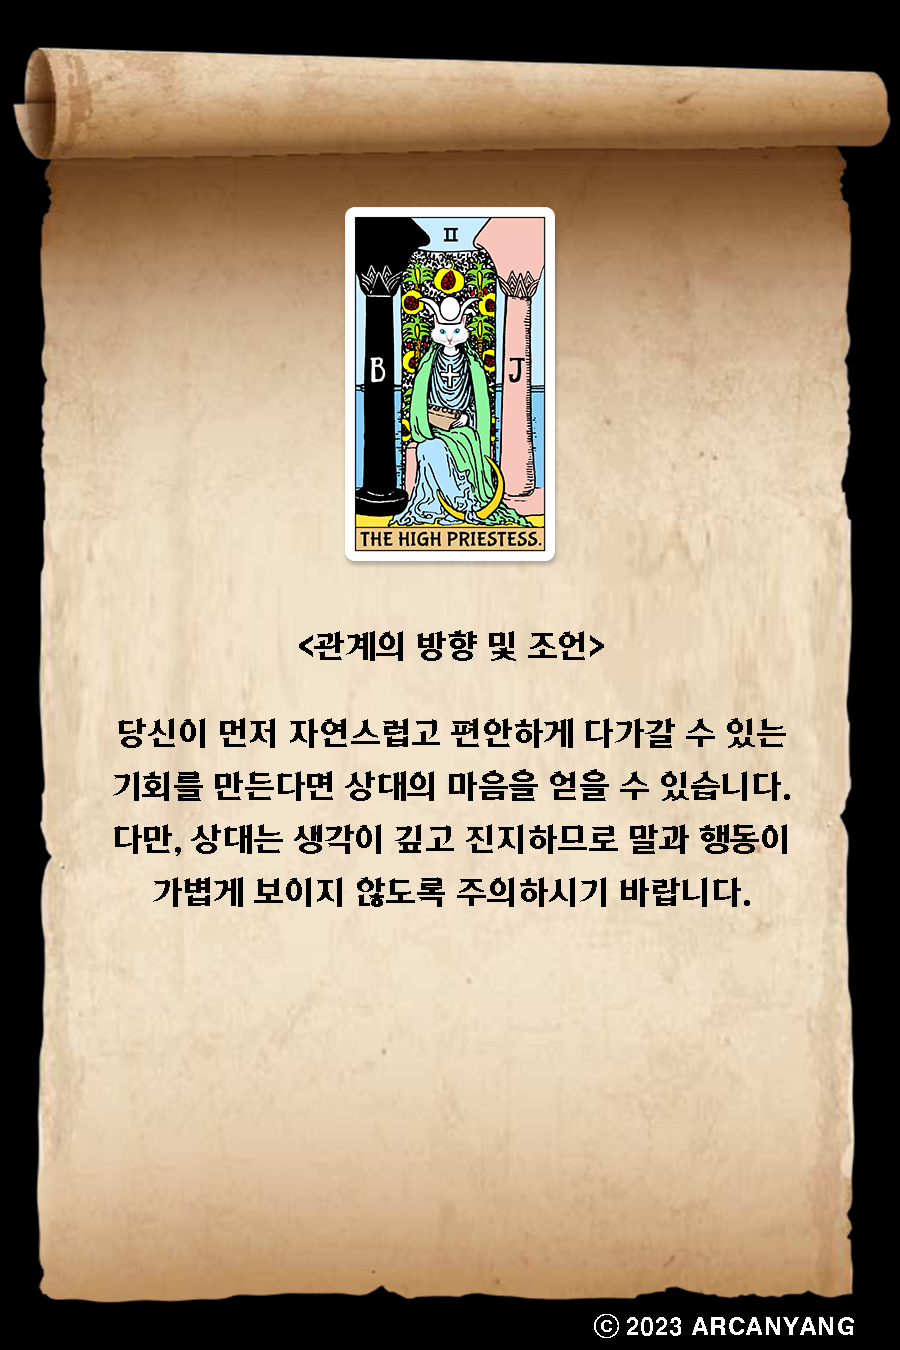 II
B
J
THE HIGH PRIESTESS.
<관계의 방향 및 조언>
당신이 먼저 자연스럽고 편안하게 다가갈 수 있는
기회를 만든다면 상대의 마음을 얻을 수 있습니다.
다만, 상대는 생각이 깊고 진지하므로 말과 행동이
가볍게 보이지 않도록 주의하시기 바랍니다.
ⓒ 2023 ARCANYANG